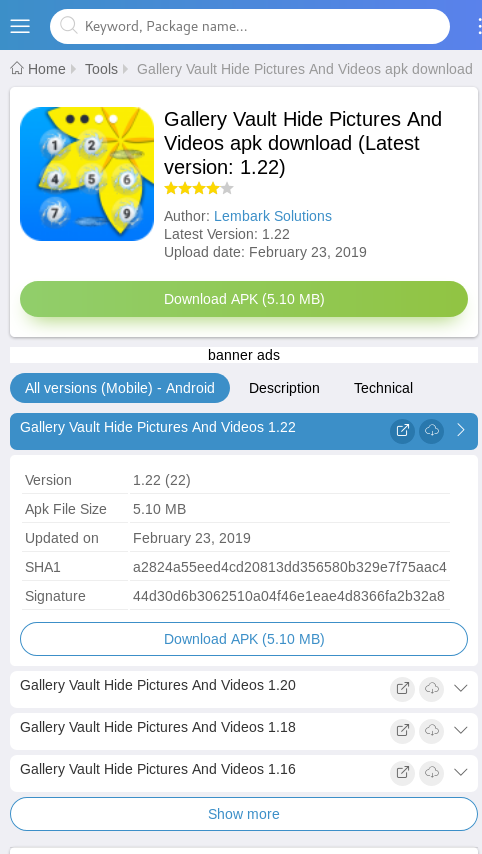 Keyword, Package name...
Home Tools Gallery Vault Hide Pictures And Videos apk download
1 2
4 5 6
7 9
Gallery Vault Hide Pictures And
Videos apk download (Latest
version: 1.22)
Author: Lembark Solutions
Latest Version: 1.22
Upload date: February 23, 2019
Download APK (5.10 MB)
banner ads
All versions (Mobile) - Android Description Technical
Gallery Vault Hide Pictures And Videos 1.22
Version 1.22 (22)
Apk File Size 5.10 MB
Updated on February 23, 2019
SHA1 a2824a55eed4cd20813dd356580b329e7f75aac4
Signature 44d30d6b3062510a04f46e1eae4d8366fa2b32a8
Download APK (5.10 MB)
Gallery Vault Hide Pictures And Videos 1.20
Gallery Vault Hide Pictures And Videos 1.18
Gallery Vault Hide Pictures And Videos 1.16
Show more